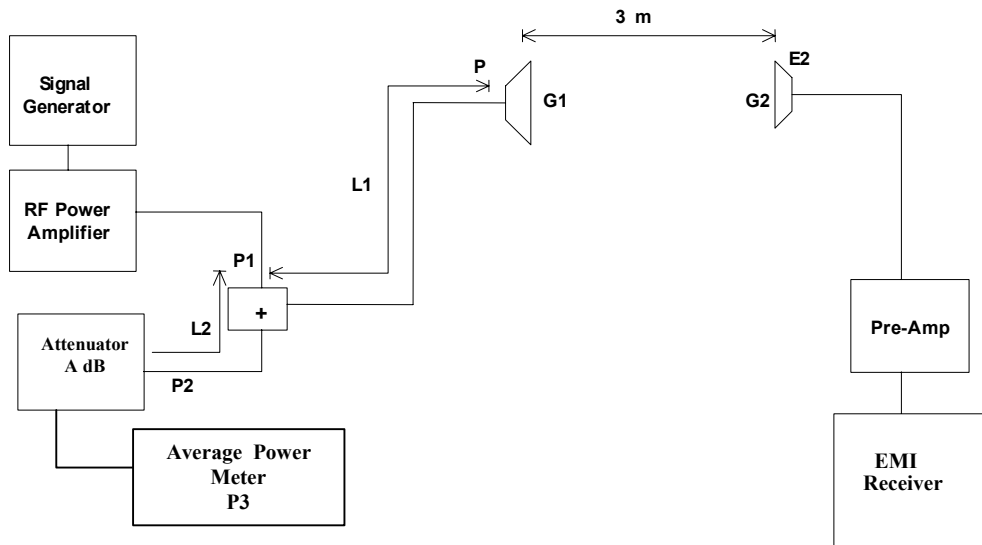 3 m
P
E2
G1
G2
Signal
Generator
L1
RF Power
Amplifier
P1
+
L2
Attenuator
A dB
P2
Pre-Amp
Average Power
Meter
P3
EMI
Receiver